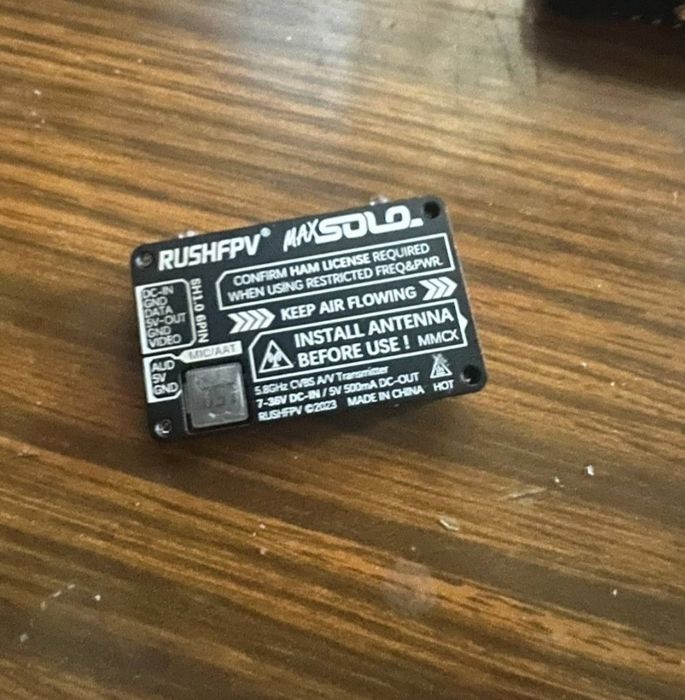 RUSHFPV® MAX SOLO
CONFIRM HAM LICENSE REQUIRED
WHEN USING RESTRICTED FREQ&PWR.
KEEP AIR FLOWING
INSTALL ANTENNA
BEFORE USE ! MMCX
DC-IN
GND
DATA
5V-OUT
GND
VIDEO
SH1.0 6PIN
MIC/AAT
AUD
5V
GND
5.8GHz CVBS A/V Transmitter
7-36V DC-IN / 5V 500mA DC-OUT
RUSHFPV ©2023 MADE IN CHINA
HOT